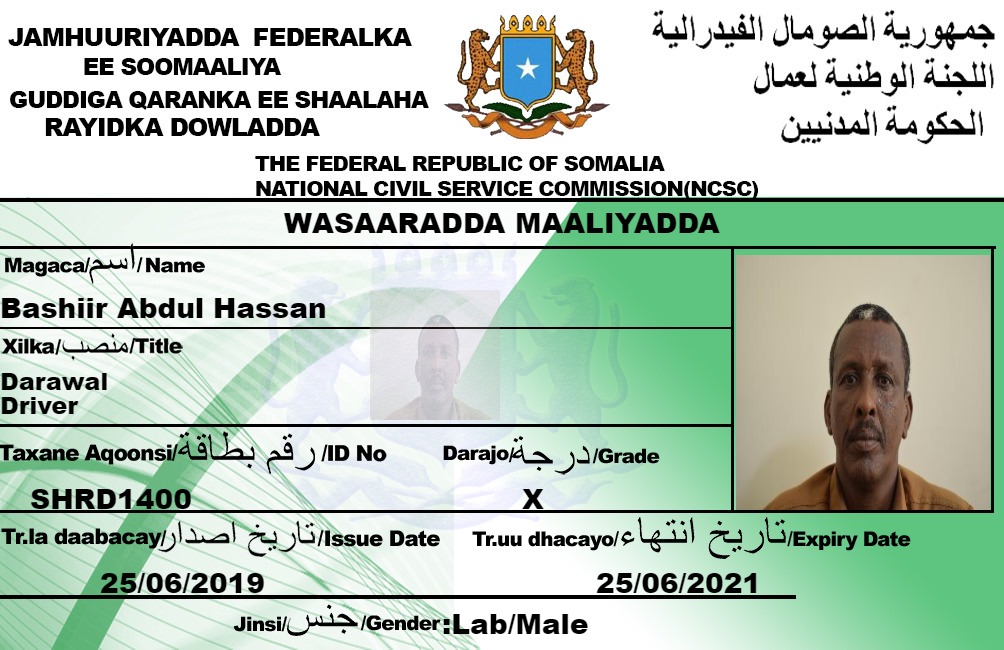 JAMHUURIYADDA FEDERALKA
EE SOOMAALIYA
GUDDIGA QARANKA EE SHAALAHA
RAYIDKA DOWLADDA
جمهورية الصومال الفيدرالية
اللجنة الوطنية لعمال
الحكومة المدنيين
THE FEDERAL REPUBLIC OF SOMALIA
NATIONAL CIVIL SERVICE COMMISSION(NCSC)
WASAARADDA MAALIYADDA
Magaca/اسم/Name
Bashiir Abdul Hassan
Xilka/منصب/Title
Darawal
Driver
Taxane Aqoonsi/رقم بطاقة/ID No
SHRD1400
Darajo/درجة/Grade
X
Tr.la daabacay/تاريخ اصدار/Issue Date
25/06/2019
Tr.uu dhacayo/تاريخ انتهاء/Expiry Date
25/06/2021
Jinsi/جنس/Gender:Lab/Male